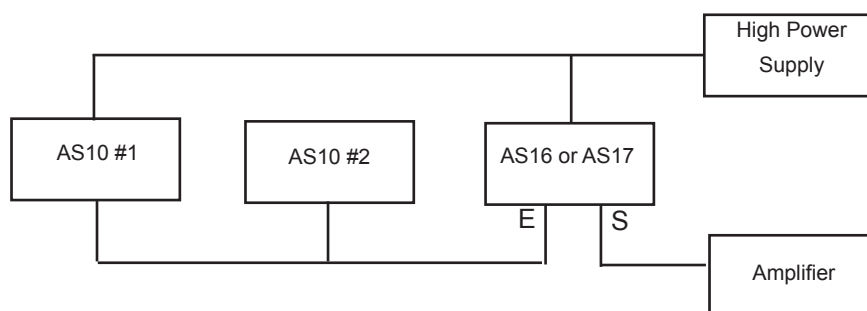 High Power
Supply
AS10 #1
AS10 #2
AS16 or AS17
E
S
Amplifier